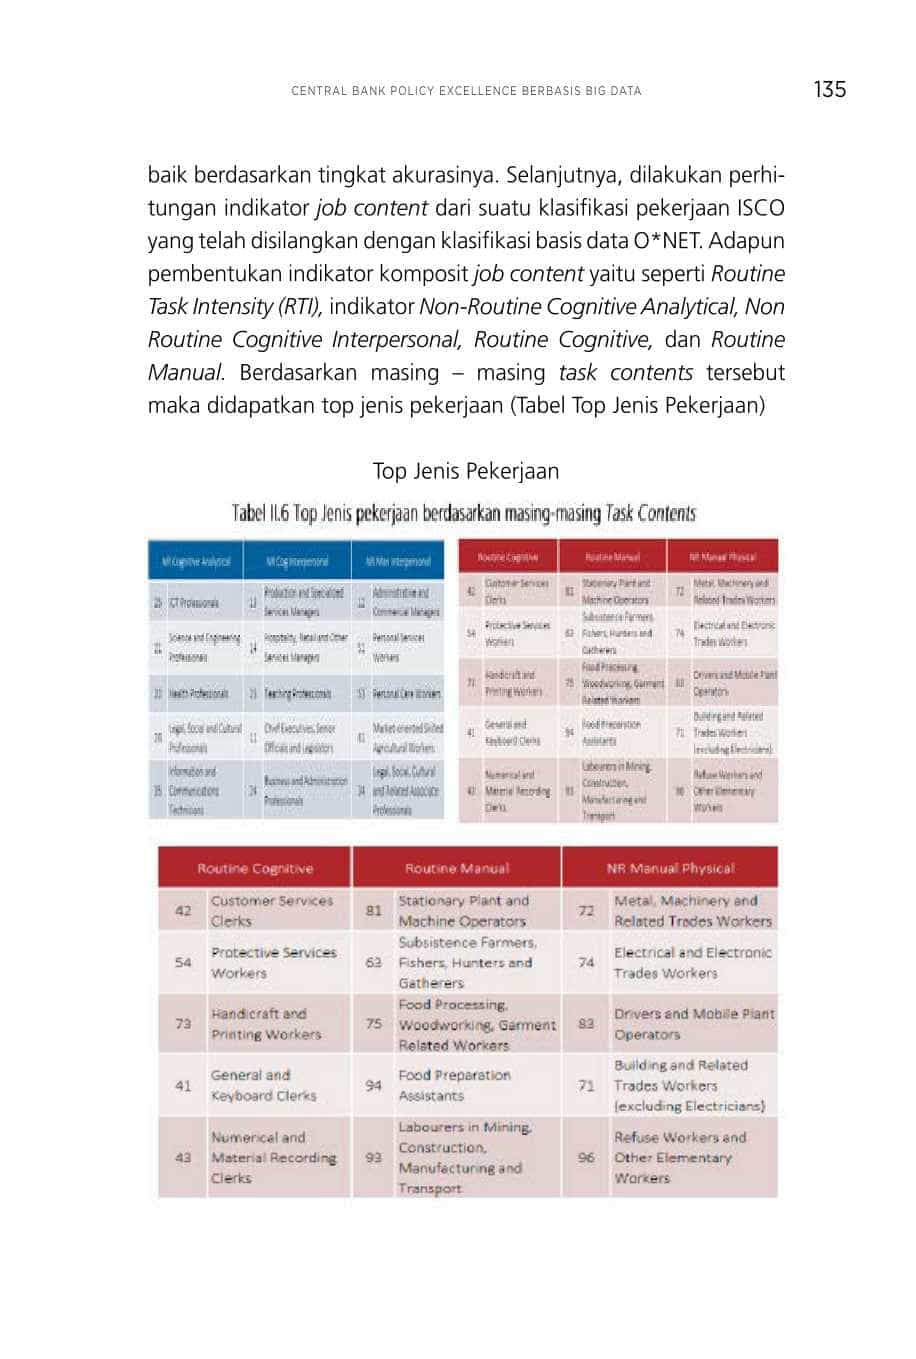 CENTRAL BANK POLICY EXCELLENCE BERBASIS BIG DATA
135
baik berdasarkan tingkat akurasinya. Selanjutnya, dilakukan perhi-
tungan indikator job content dari suatu klasifikasi pekerjaan ISCO
yang telah disilangkan dengan klasifikasi basis data O*NET. Adapun
pembentukan indikator komposit job content yaitu seperti Routine
Task Intensity (RTI), indikator Non-Routine Cognitive Analytical, Non
Routine Cognitive Interpersonal, Routine Cognitive, dan Routine
Manual. Berdasarkan masing – masing task contents tersebut
maka didapatkan top jenis pekerjaan (Tabel Top Jenis Pekerjaan)
Top Jenis Pekerjaan
Tabel II.6 Top Jenis pekerjaan berdasarkan masing-masing Task Contents
NR Cognitive Analytical
NR Cog Interpersonal
NR Man Interpersonal
25 ICT Professionals
13 Production and Specialized
Services Managers
12 Administrative and
Commercial Managers
21 Science and Engineering
Professionals
14 Hospitality, Retail and Other
Services Managers
51 Personal Services
Workers
22 Health Professionals
23 Teaching Professionals
53 Personal Care Workers
26 Legal, Social and Cultural
Professionals
11 Chief Executives, Senior
Officials and Legislators
61 Market-oriented Skilled
Agricultural Workers
35 Information and
Communications
Technicians
24 Business and Administration
Professionals
34 Legal, Social, Cultural
and Related Associate
Professionals
Routine Cognitive
Routine Manual
NR Manual Physical
42 Customer Services
Clerks
81 Stationary Plant and
Machine Operators
72 Metal, Machinery and
Related Trades Workers
54 Protective Services
Workers
63 Subsistence Farmers,
Fishers, Hunters and
Gatherers
74 Electrical and Electronic
Trades Workers
73 Handicraft and
Printing Workers
75 Food Processing,
Woodworking, Garment
Related Workers
83 Drivers and Mobile Plant
Operators
41 General and
Keyboard Clerks
94 Food Preparation
Assistants
71 Building and Related
Trades Workers
(excluding Electricians)
43 Numerical and
Material Recording
Clerks
93 Labourers in Mining,
Construction,
Manufacturing and
Transport
96 Refuse Workers and
Other Elementary
Workers
Routine Cognitive
Routine Manual
NR Manual Physical
42 Customer Services
Clerks
81 Stationary Plant and
Machine Operators
72 Metal, Machinery and
Related Trades Workers
54 Protective Services
Workers
63 Subsistence Farmers,
Fishers, Hunters and
Gatherers
74 Electrical and Electronic
Trades Workers
73 Handicraft and
Printing Workers
75 Food Processing,
Woodworking, Garment
Related Workers
83 Drivers and Mobile Plant
Operators
41 General and
Keyboard Clerks
94 Food Preparation
Assistants
71 Building and Related
Trades Workers
(excluding Electricians)
43 Numerical and
Material Recording
Clerks
93 Labourers in Mining,
Construction,
Manufacturing and
Transport
96 Refuse Workers and
Other Elementary
Workers